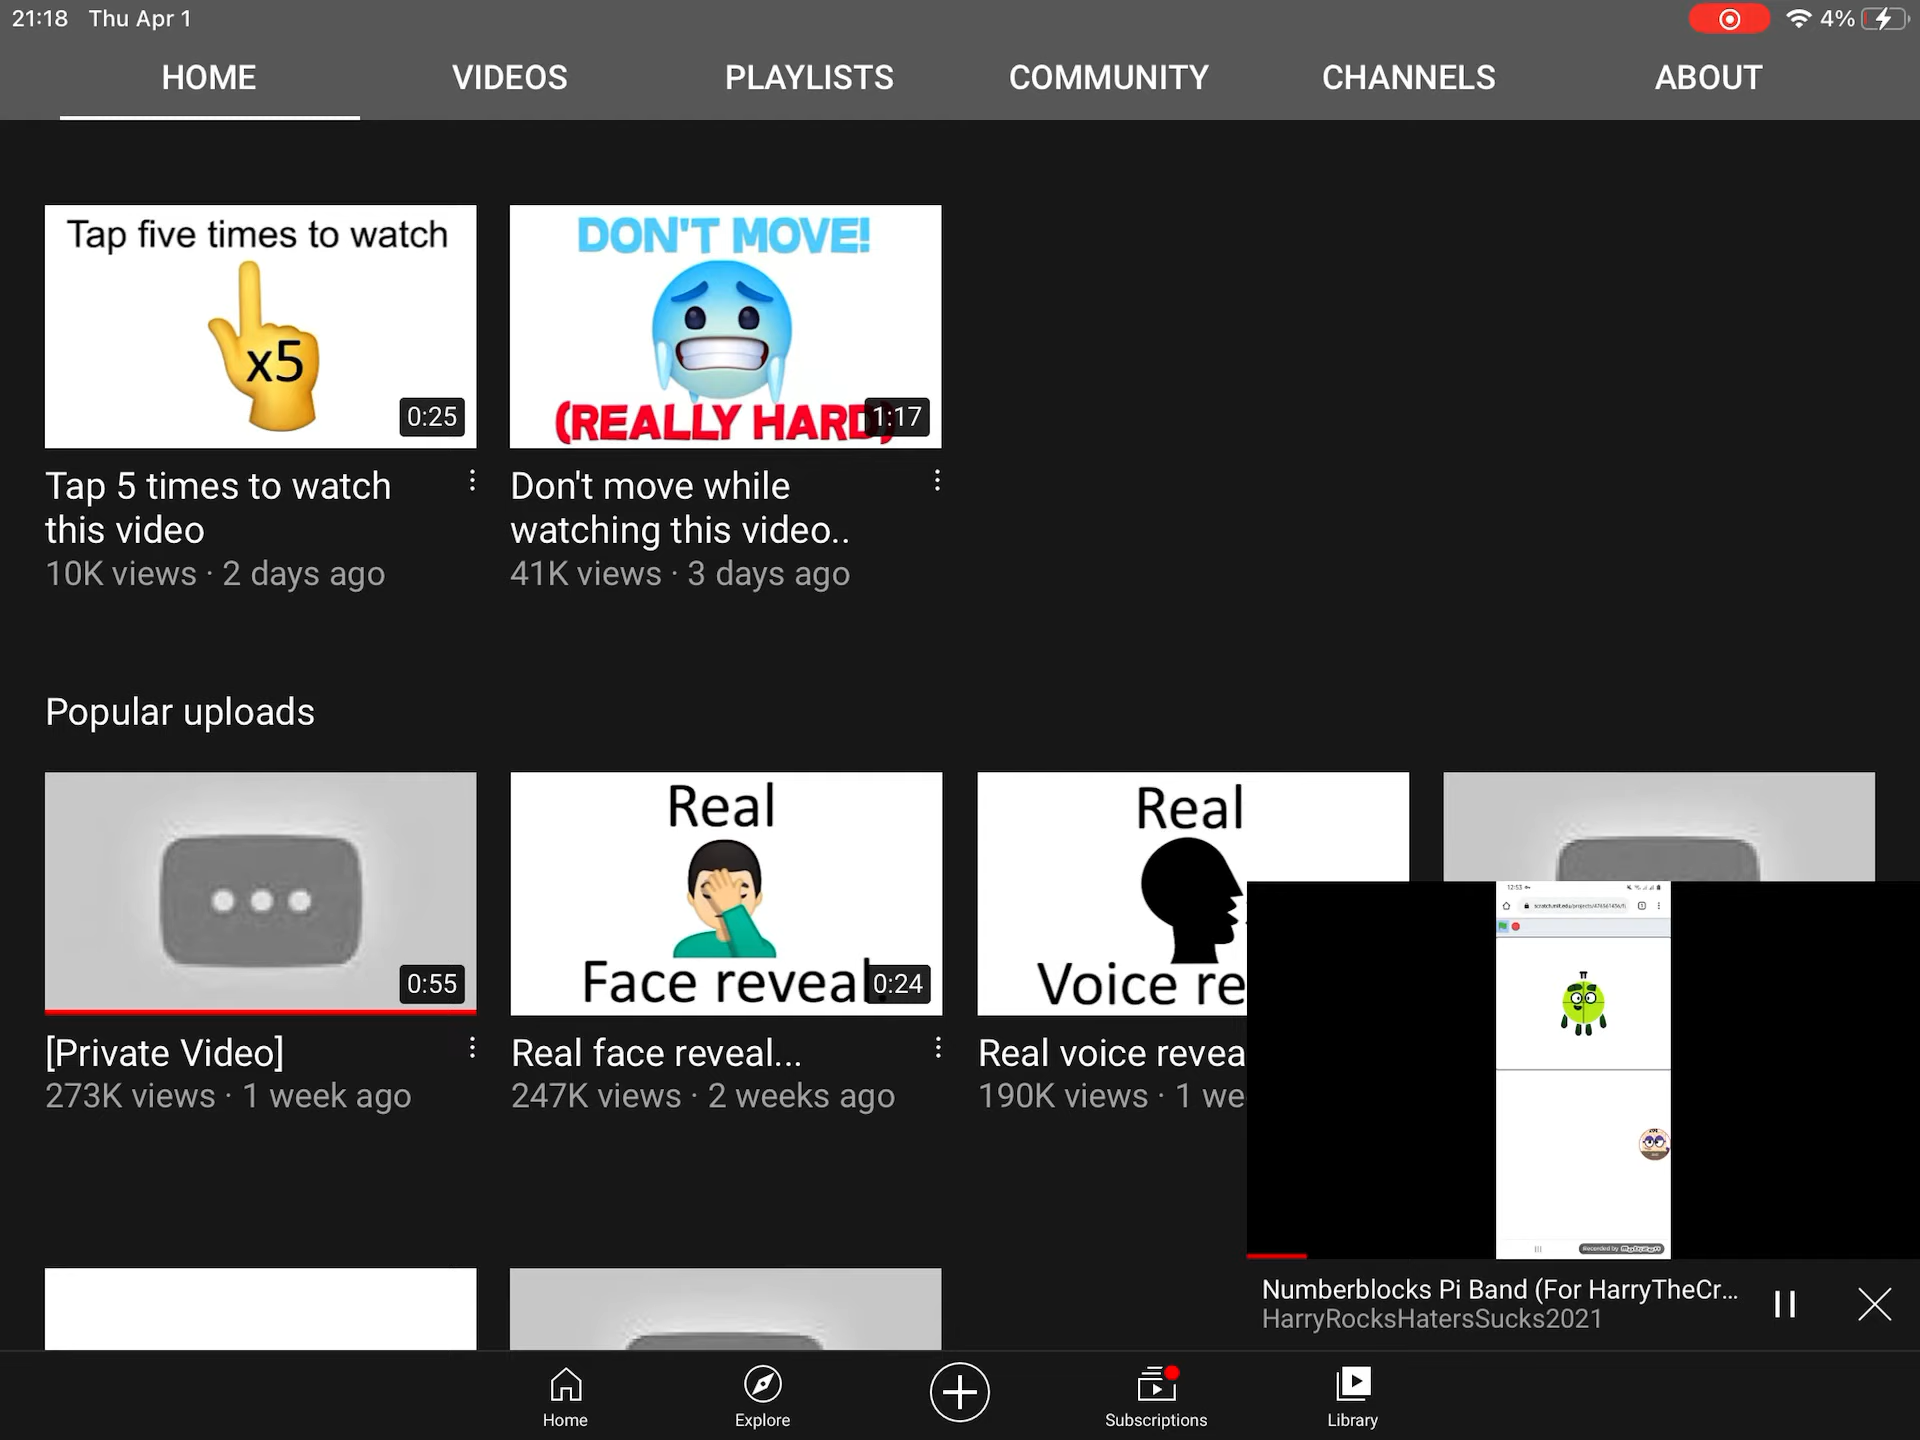 21:18 Thu Apr 1
4%
HOME VIDEOS PLAYLISTS COMMUNITY CHANNELS ABOUT
Tap five times to watch
x5
0:25
DON'T MOVE!
(REALLY HARD)
1:17
Tap 5 times to watch
this video
10K views · 2 days ago
Don't move while
watching this video..
41K views · 3 days ago
Popular uploads
0:55
Real
Face reveal
0:24
Real
Voice re
[Private Video]
273K views · 1 week ago
Real face reveal...
247K views · 2 weeks ago
Real voice revea
190K views · 1 we
12:53
Recorded by
Numberblocks Pi Band (For HarryTheCr...
HarryRocksHatersSucks2021
Home
Explore
Subscriptions
Library